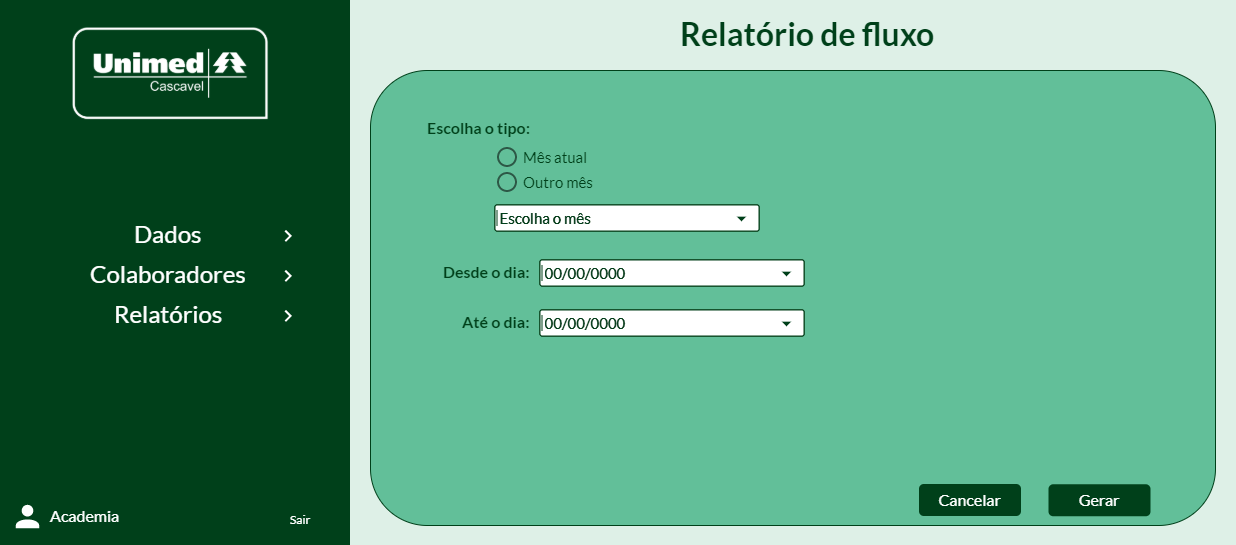 Unimed
Cascavel
Dados
Colaboradores
Relatórios
Academia
Sair
Relatório de fluxo
Escolha o tipo:
Mês atual
Outro mês
Escolha o mês
Desde o dia: 00/00/0000
Até o dia: 00/00/0000
Cancelar Gerar